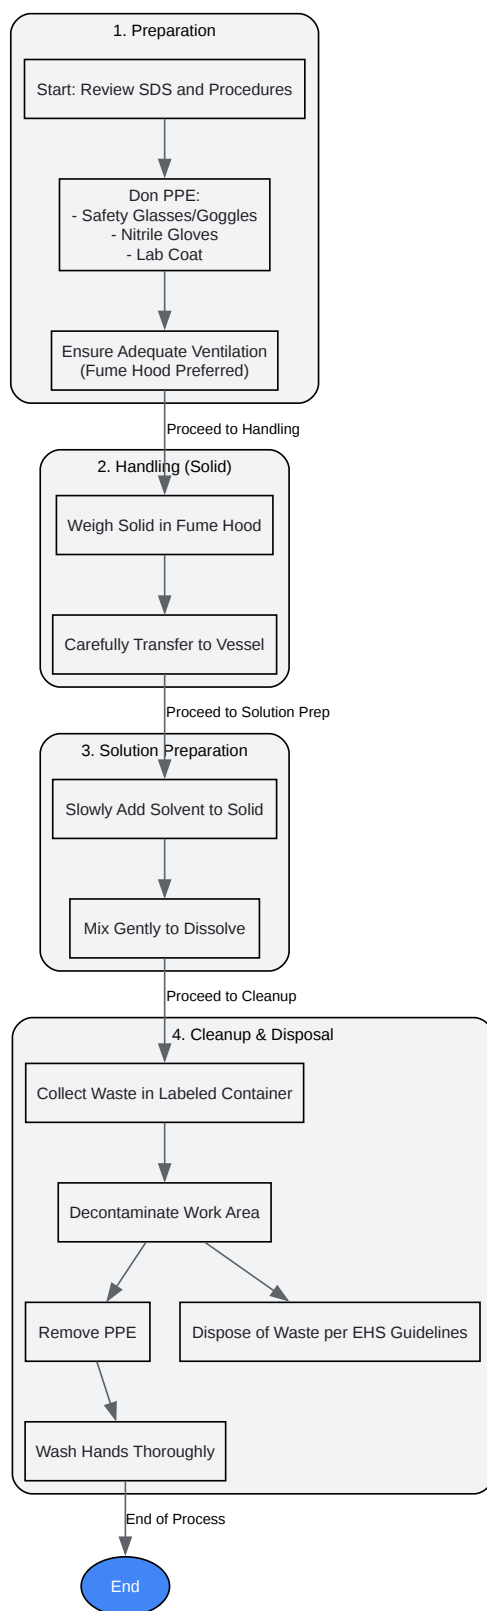 1. Preparation
Start: Review SDS and Procedures
Don PPE:
- Safety Glasses/Goggles
- Nitrile Gloves
- Lab Coat
Ensure Adequate Ventilation
(Fume Hood Preferred)
Proceed to Handling
2. Handling (Solid)
Weigh Solid in Fume Hood
Carefully Transfer to Vessel
Proceed to Solution Prep
3. Solution Preparation
Slowly Add Solvent to Solid
Mix Gently to Dissolve
Proceed to Cleanup
4. Cleanup & Disposal
Collect Waste in Labeled Container
Decontaminate Work Area
Remove PPE
Dispose of Waste per EHS Guidelines
Wash Hands Thoroughly
End of Process
End